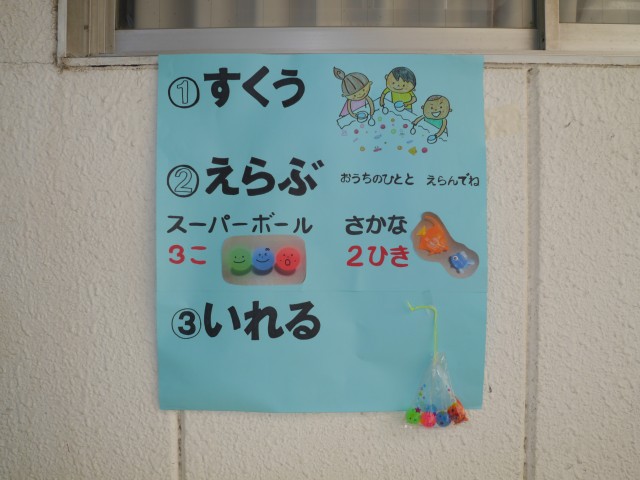 ①すくう
②えらぶ
おうちのひとと えらんでね
スーパーボール さかな
3こ 2ひき
③いれる